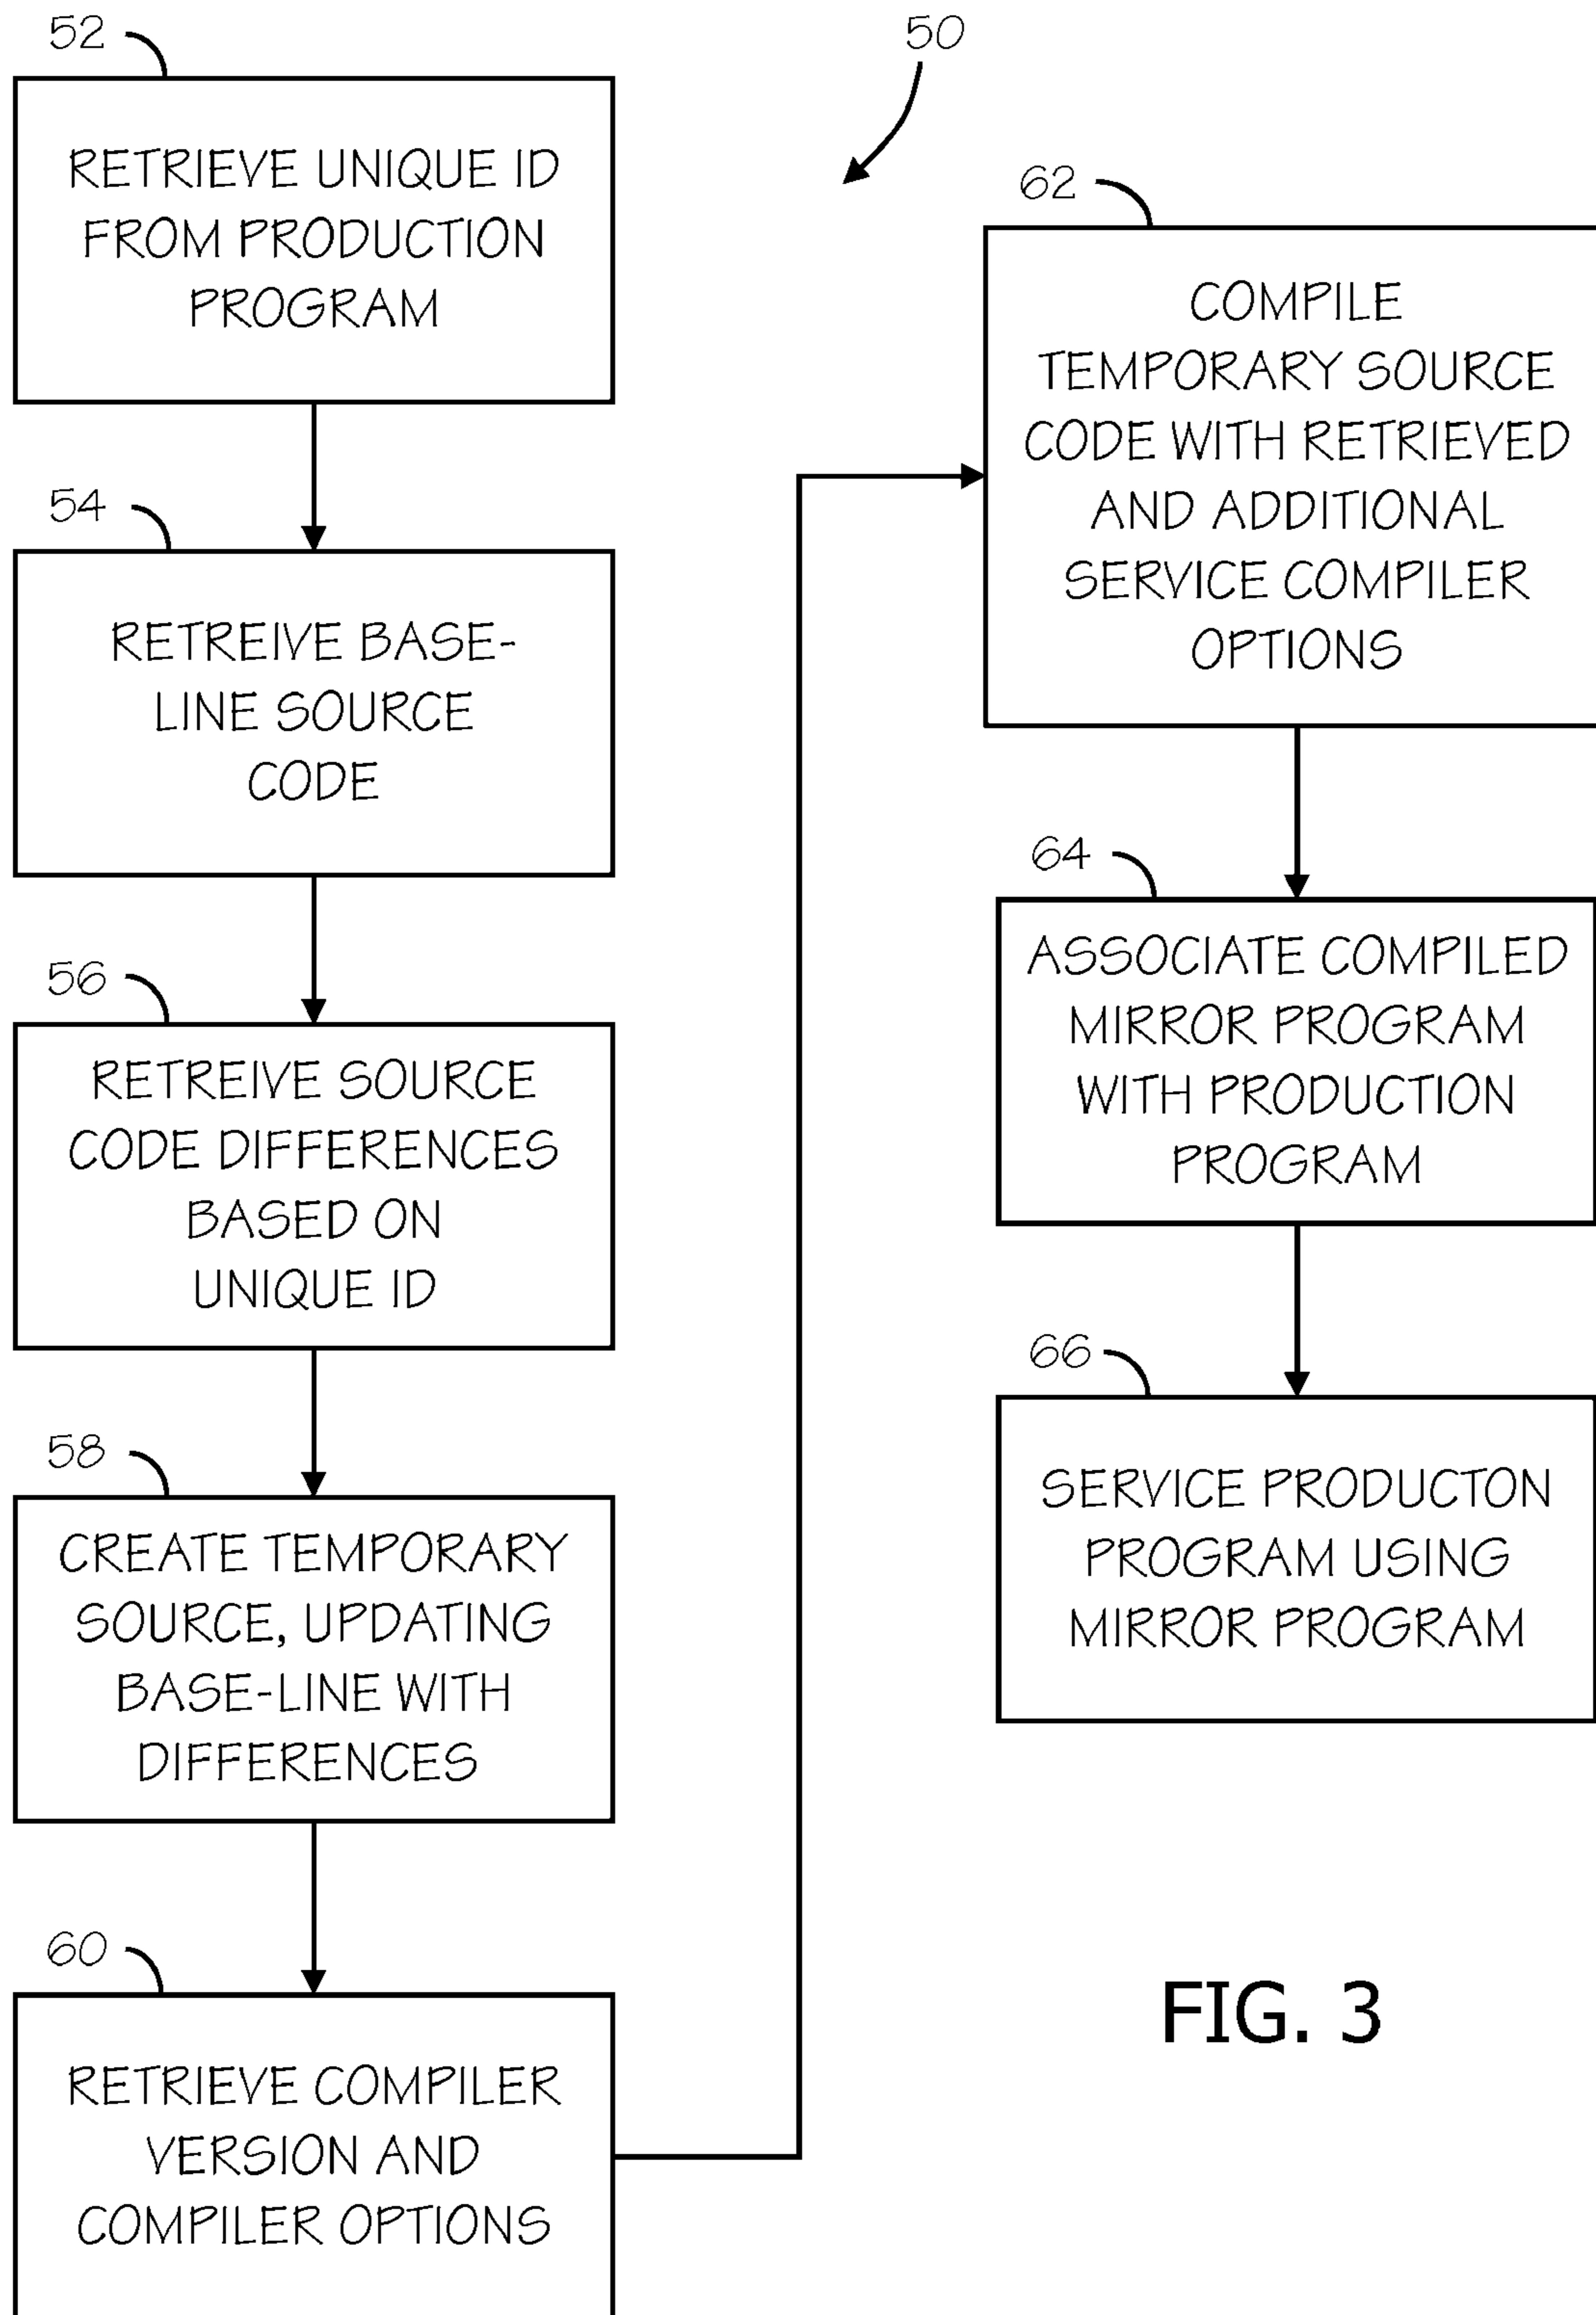 52
RETRIEVE UNIQUE ID
FROM PRODUCTION
PROGRAM
54
RETREIVE BASE-
LINE SOURCE
CODE
56
RETREIVE SOURCE
CODE DIFFERENCES
BASED ON
UNIQUE ID
58
CREATE TEMPORARY
SOURCE, UPDATING
BASE-LINE WITH
DIFFERENCES
60
RETRIEVE COMPILER
VERSION AND
COMPILER OPTIONS
50
62
COMPILE
TEMPORARY SOURCE
CODE WITH RETRIEVED
AND ADDITIONAL
SERVICE COMPILER
OPTIONS
64
ASSOCIATE COMPILED
MIRROR PROGRAM
WITH PRODUCTION
PROGRAM
66
SERVICE PRODUCTON
PROGRAM USING
MIRROR PROGRAM
FIG. 3